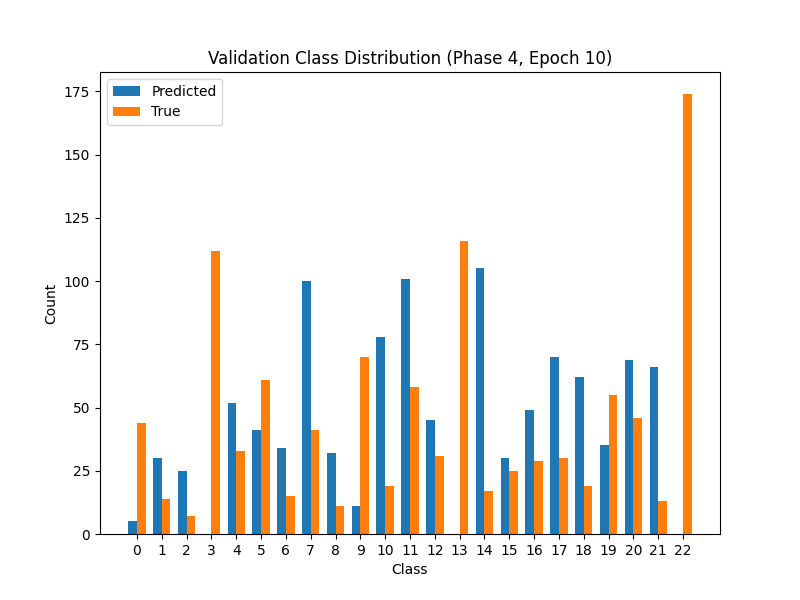 Validation Class Distribution (Phase 4, Epoch 10)
Predicted
True
175
150
125
100
75
50
25
0
Count
0 1 2 3 4 5 6 7 8 9 10 11 12 13 14 15 16 17 18 19 20 21 22
Class